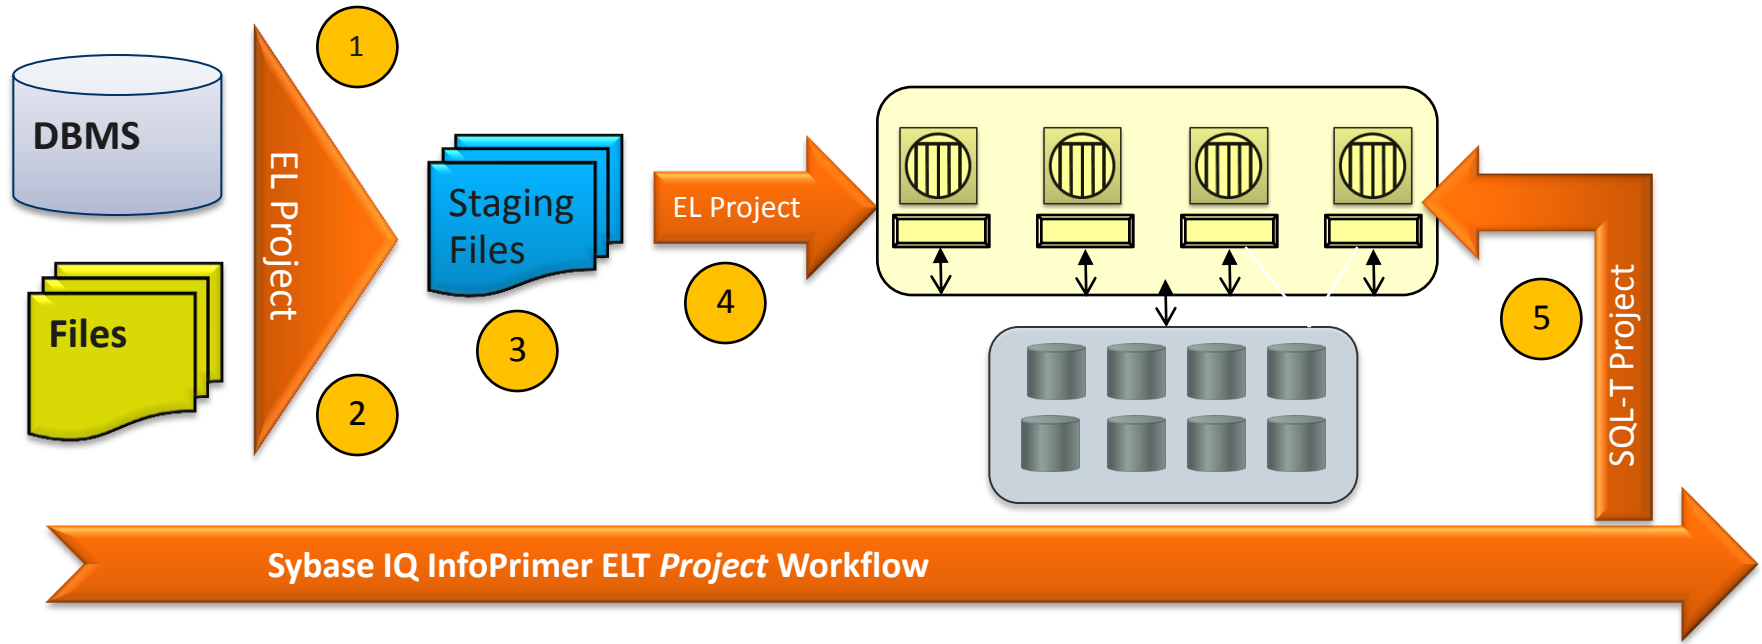 1
DBMS
EL Project
Staging
Files
EL Project
Files
4
3
5
SQL-T Project
2
Sybase IQ InfoPrimer ELT Project Workflow